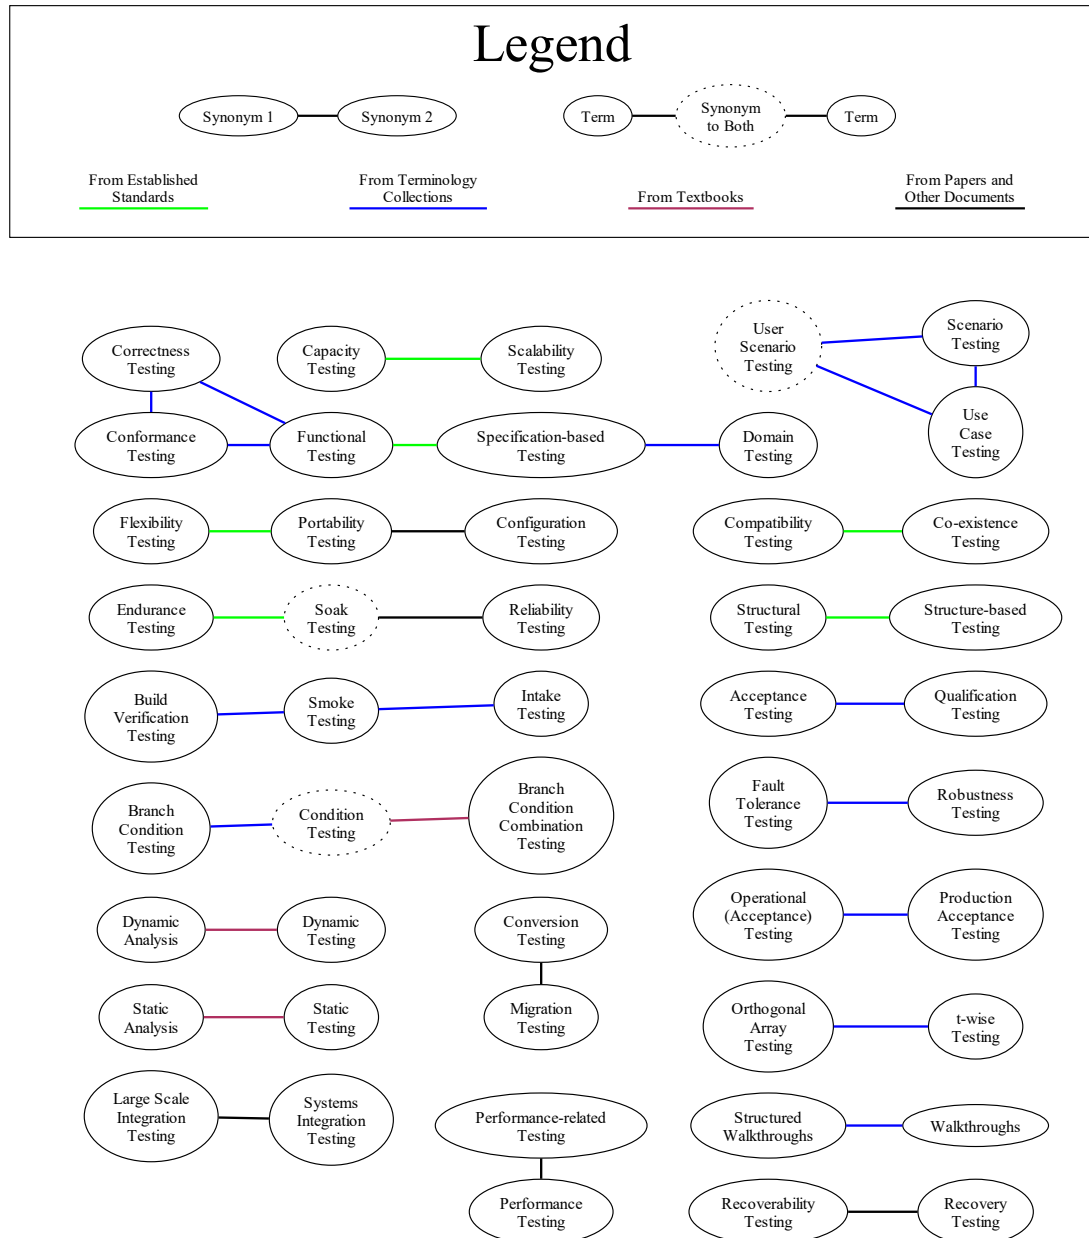 Legend
Synonym 1
Synonym 2
Term
Synonym
to Both
Term
From Established
Standards
From Terminology
Collections
From Textbooks
From Papers and
Other Documents
Correctness
Testing
Capacity
Testing
Scalability
Testing
User
Scenario
Testing
Scenario
Testing
Conformance
Testing
Functional
Testing
Specification-based
Testing
Domain
Testing
Use
Case
Testing
Flexibility
Testing
Portability
Testing
Configuration
Testing
Compatibility
Testing
Co-existence
Testing
Endurance
Testing
Soak
Testing
Reliability
Testing
Structural
Testing
Structure-based
Testing
Build
Verification
Testing
Smoke
Testing
Intake
Testing
Acceptance
Testing
Qualification
Testing
Branch
Condition
Testing
Condition
Testing
Branch
Condition
Combination
Testing
Fault
Tolerance
Testing
Robustness
Testing
Dynamic
Analysis
Dynamic
Testing
Conversion
Testing
Operational
(Acceptance)
Testing
Production
Acceptance
Testing
Static
Analysis
Static
Testing
Migration
Testing
Orthogonal
Array
Testing
t-wise
Testing
Large Scale
Integration
Testing
Systems
Integration
Testing
Performance-related
Testing
Structured
Walkthroughs
Walkthroughs
Performance
Testing
Recoverability
Testing
Recovery
Testing